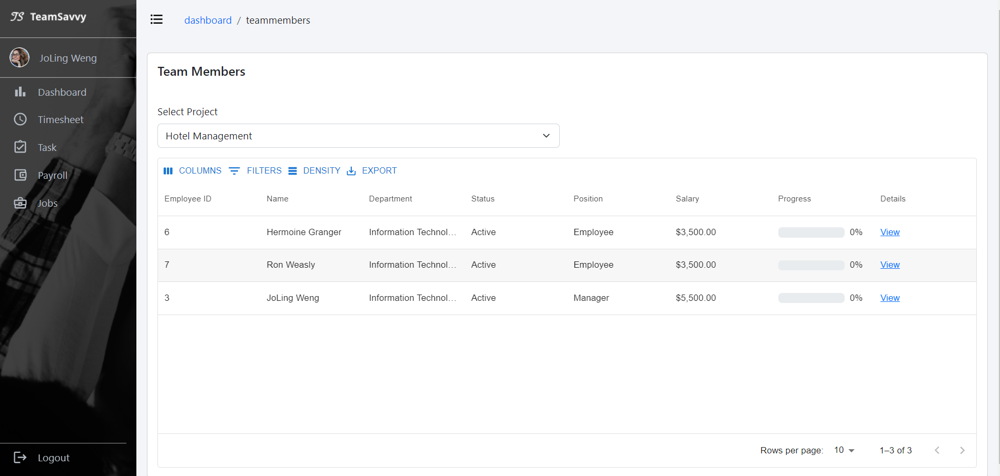 TS TeamSavvy
JoLing Weng
Dashboard
Timesheet
Task
Payroll
Jobs
Logout
dashboard / teammembers
Team Members
Select Project
Hotel Management
COLUMNS FILTERS DENSITY EXPORT
Employee ID Name Department Status Position Salary Progress Details
6 Hermoine Granger Information Technol... Active Employee $3,500.00 0% View
7 Ron Weasly Information Technol... Active Employee $3,500.00 0% View
3 JoLing Weng Information Technol... Active Manager $5,500.00 0% View
Rows per page: 10 1–3 of 3